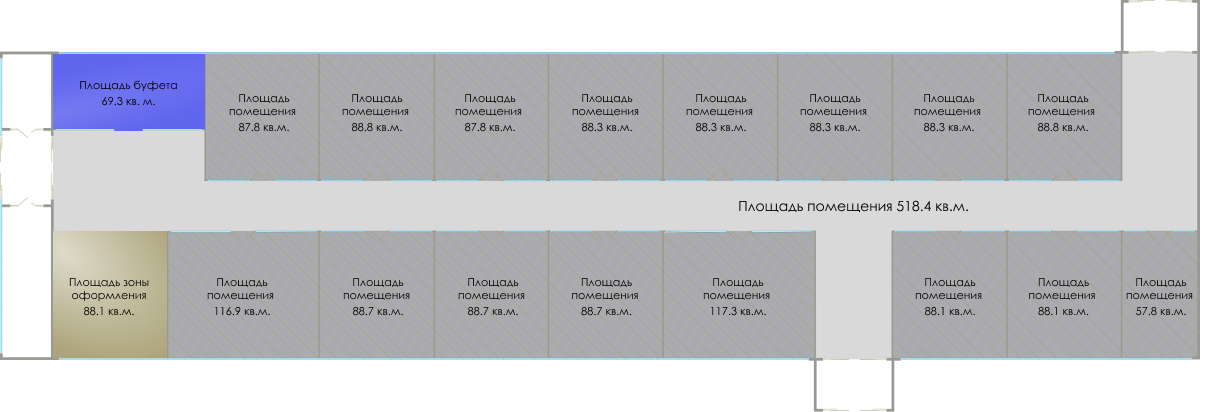 Площадь буфета
69.3 кв. м.
Площадь
помещения
87.8 кв.м.
Площадь
помещения
88.8 кв.м.
Площадь
помещения
87.8 кв.м.
Площадь
помещения
88.3 кв.м.
Площадь
помещения
88.3 кв.м.
Площадь
помещения
88.3 кв.м.
Площадь
помещения
88.3 кв.м.
Площадь
помещения
88.8 кв.м.
Площадь помещения 518.4 кв.м.
Площадь зоны
оформления
88.1 кв.м.
Площадь
помещения
116.9 кв.м.
Площадь
помещения
88.7 кв.м.
Площадь
помещения
88.7 кв.м.
Площадь
помещения
88.7 кв.м.
Площадь
помещения
117.3 кв.м.
Площадь
помещения
88.1 кв.м.
Площадь
помещения
88.1 кв.м.
Площадь
помещения
57.8 кв.м.